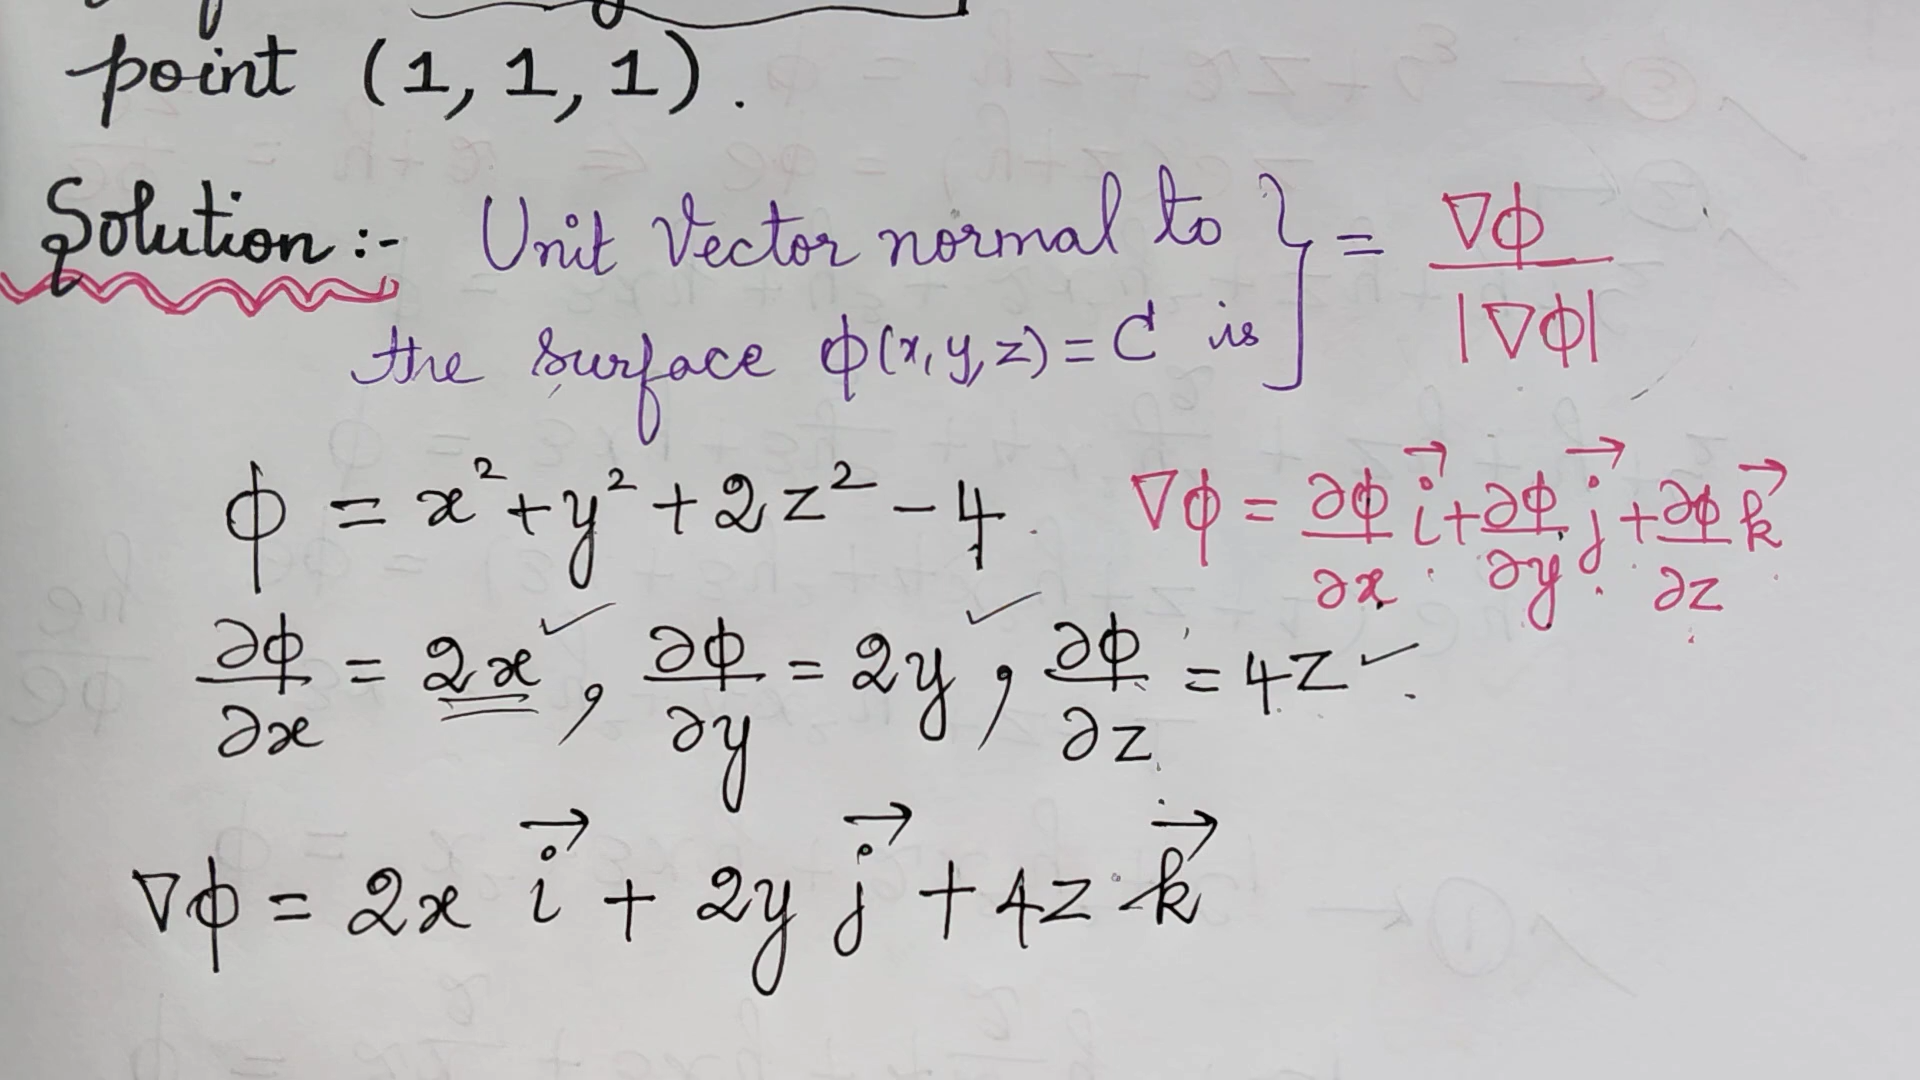 point (1, 1, 1).
Solution :- Unit Vector normal to } = ∇φ / |∇φ|
the surface φ(x, y, z) = C is
φ = x² + y² + 2z² - 4. ∇φ = ∂φ/∂x i⃗ + ∂φ/∂y j⃗ + ∂φ/∂z k⃗
∂φ/∂x = 2x ✓, ∂φ/∂y = 2y ✓, ∂φ/∂z = 4z ✓.
∇φ = 2x i⃗ + 2y j⃗ + 4z k⃗